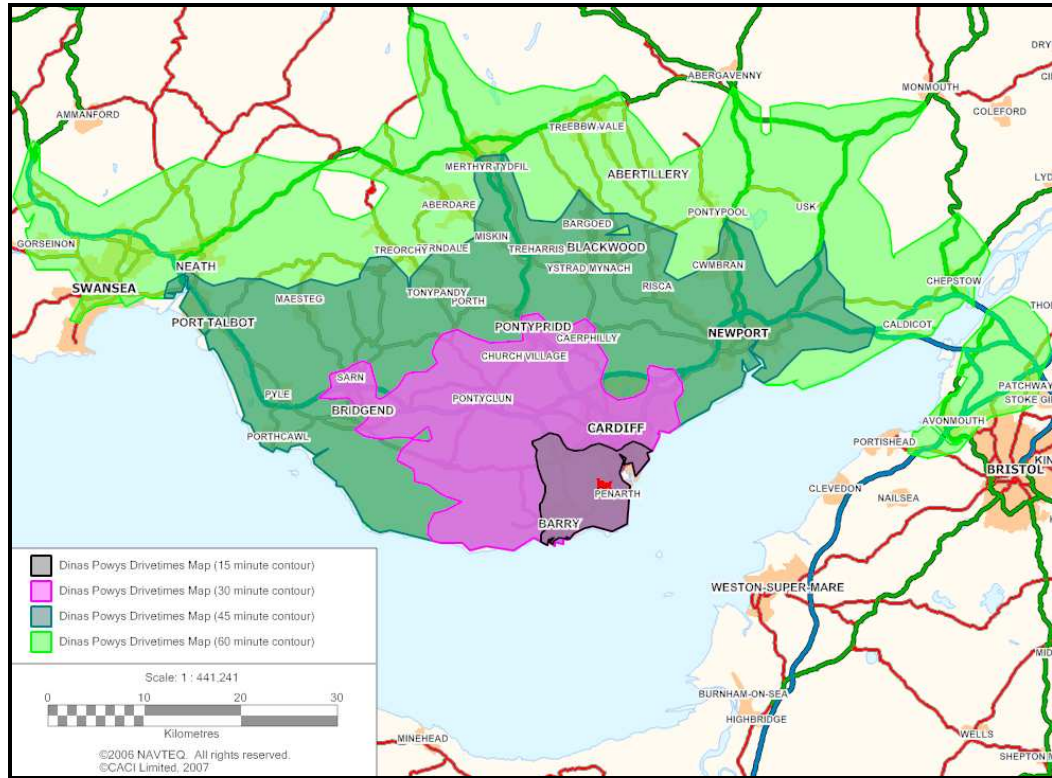 DRY
CI
AMMANFORD
ABERGAVENNY
MONMOUTH
COLEFORD
EBBW VALE
MERTHYR TYDFIL
ABERTILLERY
LYD
ABERDARE
PONTYPOOL
USK
BARGOED
GORSEINON
TREORCHY
MISKIN
TREHARRIS
BLACKWOOD
CWMBRAN
NEATH
YSTRAD MYNACH
RISCA
CHEPSTOW
SWANSEA
MAESTEG
TONYPANDY
PORTH
THO
PORT TALBOT
PONTYPRIDD
CAERPHILLY
NEWPORT
CALDICOT
CHURCH VILLAGE
SARN
PATCHWAY
PYLE
PONTYCLUN
STOKE GI
BRIDGEND
CARDIFF
AVONMOUTH
PORTHCAWL
PORTISHEAD
KIN
BRISTOL
CLEVEDON
PENARTH
NAILSEA
BARRY
WESTON-SUPER-MARE
Dinas Powys Drivetimes Map (15 minute contour)
Dinas Powys Drivetimes Map (30 minute contour)
Dinas Powys Drivetimes Map (45 minute contour)
Dinas Powys Drivetimes Map (60 minute contour)
MID
Scale: 1 : 441,241
0 10 20 30
Kilometres
BURNHAM-ON-SEA
HIGHBRIDGE
MINEHEAD
WELLS
SHEPTON M
©2006 NAVTEQ. All rights reserved.
©CACI Limited, 2007